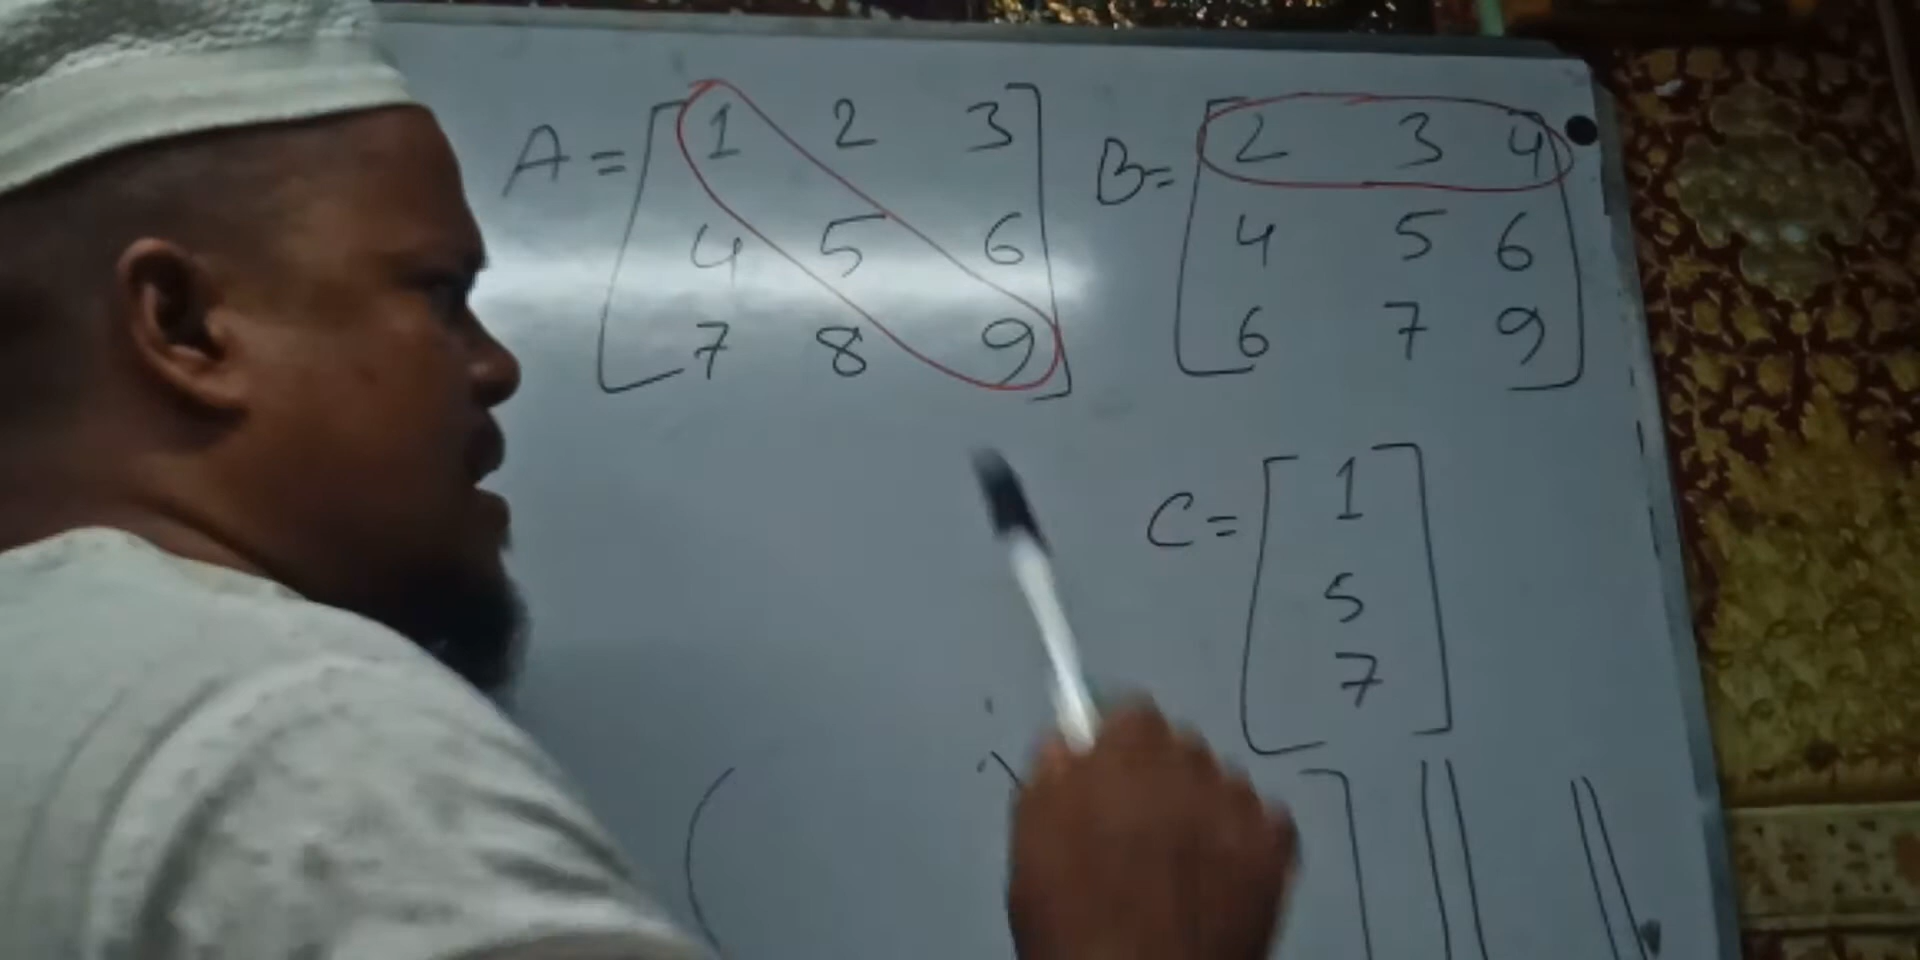 A = [ 1 2 3
4 5 6
7 8 9 ]
B = [ 2 3 4
4 5 6
6 7 9 ]
C = [ 1
5
7 ]
( ) ] || ||